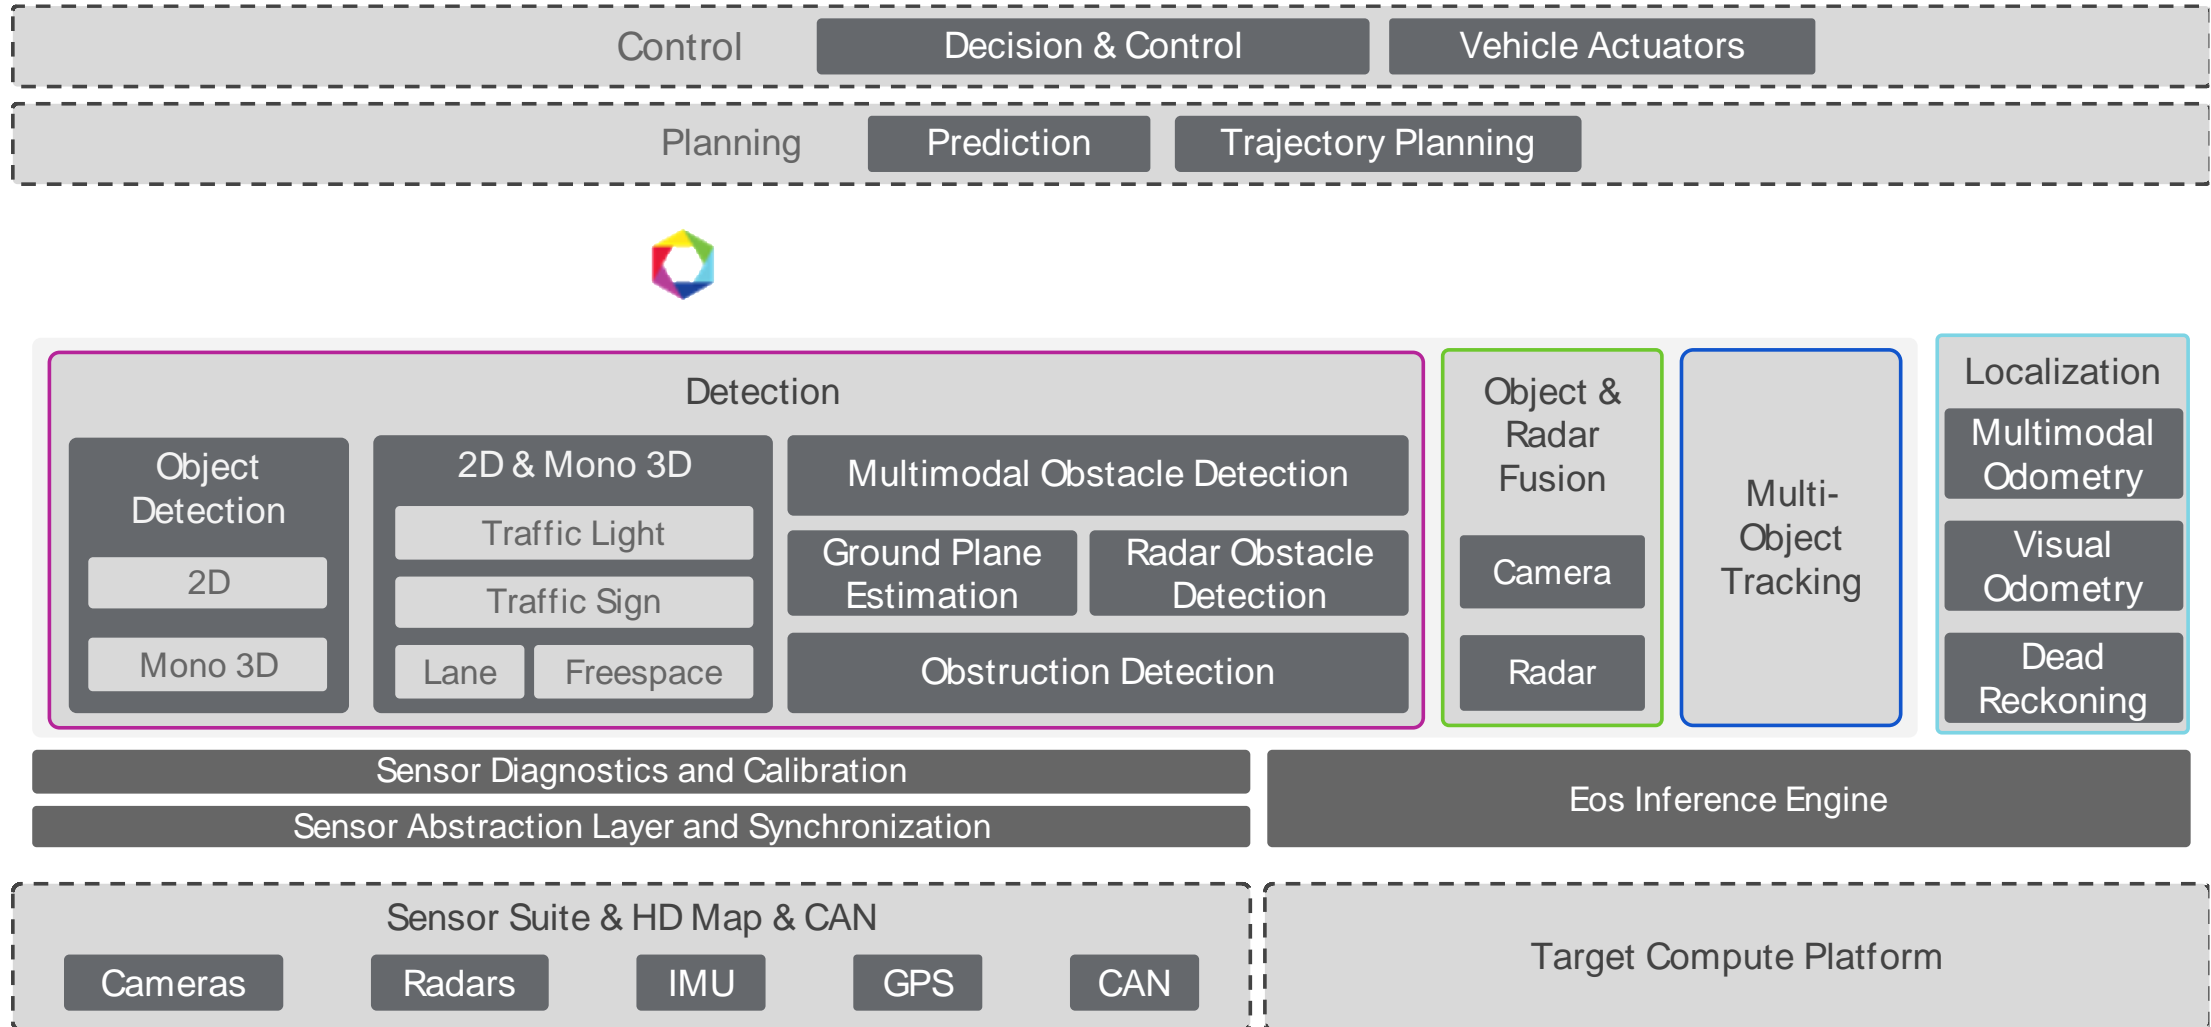 Control
Decision & Control
Vehicle Actuators
Planning
Prediction
Trajectory Planning
Detection
Object
Detection
2D
Mono 3D
2D & Mono 3D
Traffic Light
Traffic Sign
Lane
Freespace
Multimodal Obstacle Detection
Ground Plane
Estimation
Radar Obstacle
Detection
Obstruction Detection
Object &
Radar
Fusion
Camera
Radar
Multi-
Object
Tracking
Localization
Multimodal
Odometry
Visual
Odometry
Dead
Reckoning
Sensor Diagnostics and Calibration
Sensor Abstraction Layer and Synchronization
Eos Inference Engine
Sensor Suite & HD Map & CAN
Cameras
Radars
IMU
GPS
CAN
Target Compute Platform